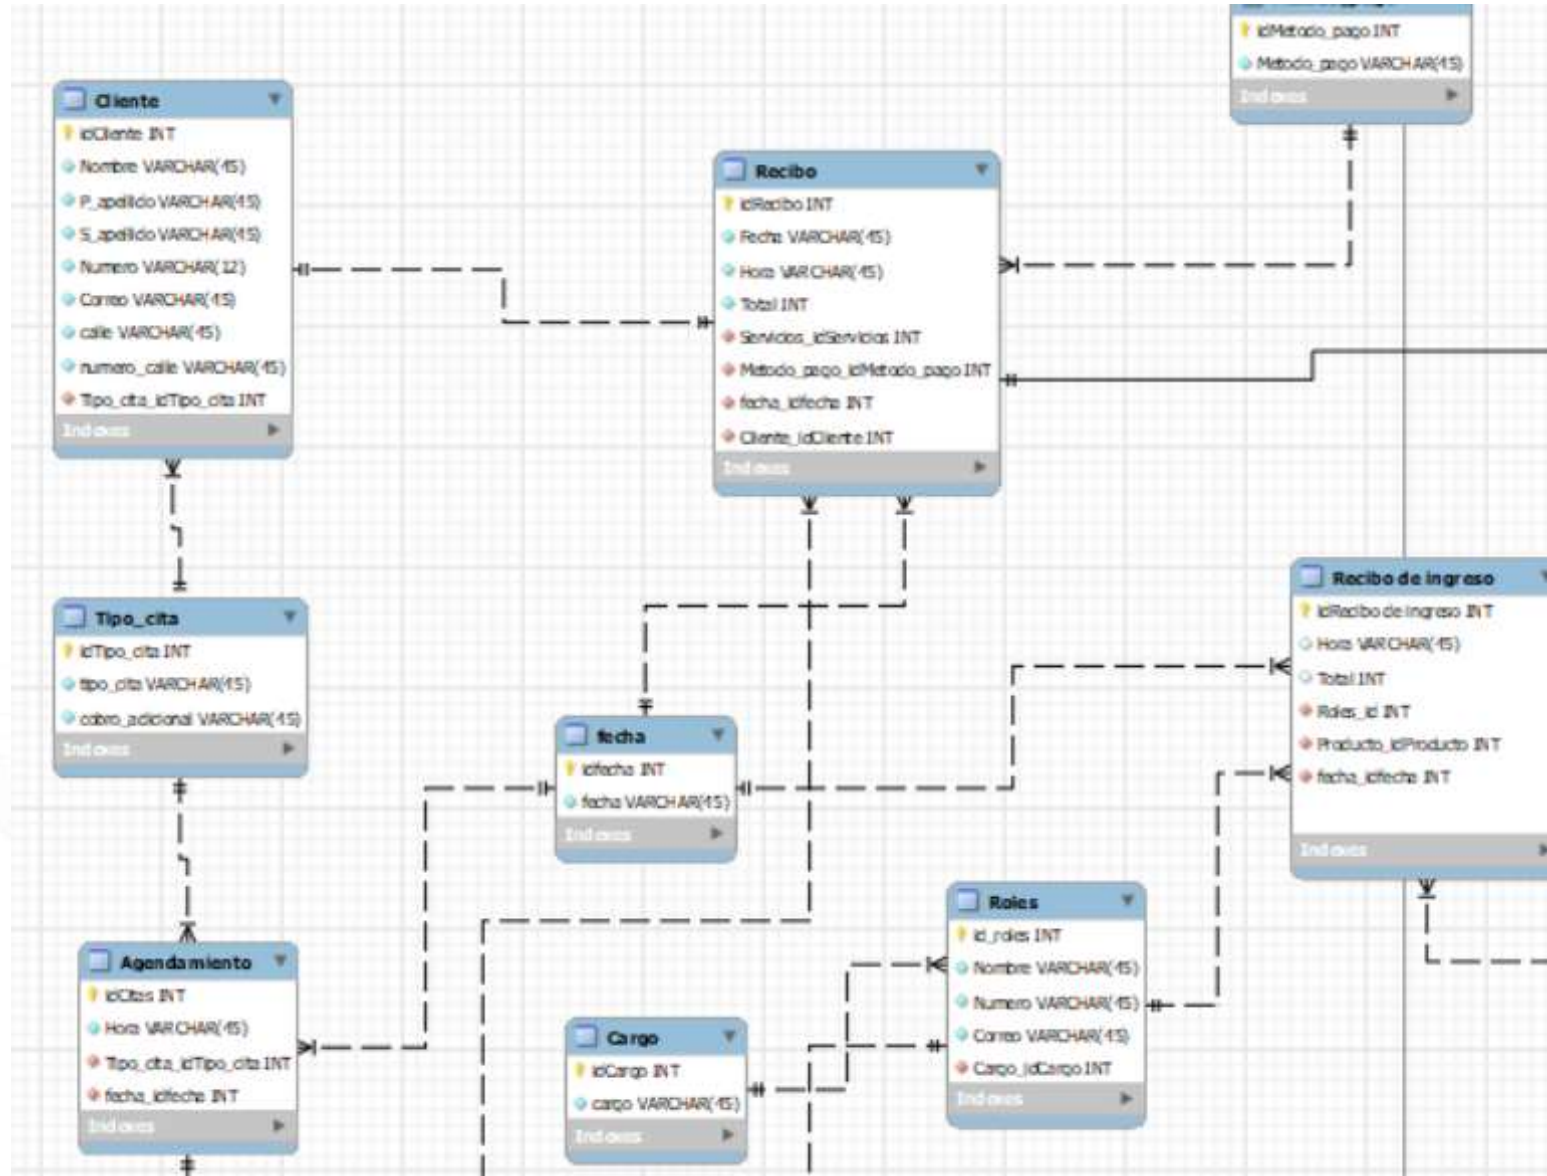 idMetodo_pago INT
Metodo_pago VARCHAR(45)
Indexes
Cliente
idCliente INT
Nombre VARCHAR(45)
P_apellido VARCHAR(45)
S_apellido VARCHAR(45)
Numero VARCHAR(12)
Correo VARCHAR(45)
calle VARCHAR(45)
numero_calle VARCHAR(45)
Tipo_cita_idTipo_cita INT
Indexes
Recibo
idRecibo INT
Fecha VARCHAR(45)
Hora VARCHAR(45)
Total INT
Servicios_idServicios INT
Metodo_pago_idMetodo_pago INT
fecha_idfecha INT
Cliente_idCliente INT
Indexes
Recibo de ingreso
idRecibo de ingreso INT
Hora VARCHAR(45)
Total INT
Roles_id INT
Producto_idProducto INT
fecha_idfecha INT
Indexes
Tipo_cita
idTipo_cita INT
tipo_cita VARCHAR(45)
cobro_adicional VARCHAR(45)
Indexes
fecha
idfecha INT
fecha VARCHAR(45)
Indexes
Roles
id_roles INT
Nombre VARCHAR(45)
Numero VARCHAR(45)
Correo VARCHAR(45)
Cargo_idCargo INT
Indexes
Agendamiento
idCitas INT
Hora VARCHAR(45)
Tipo_cita_idTipo_cita INT
fecha_idfecha INT
Indexes
Cargo
idCargo INT
cargo VARCHAR(45)
Indexes